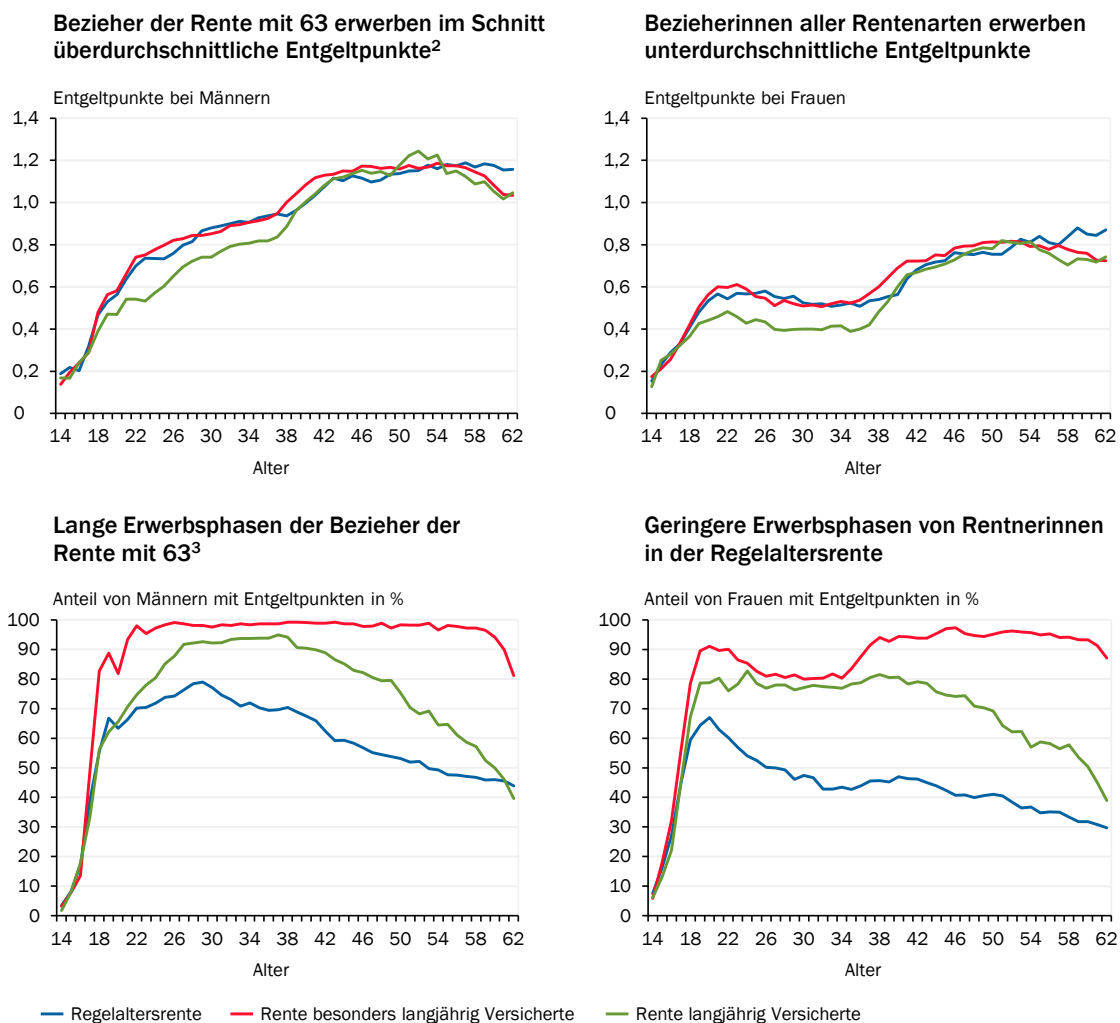 Bezieher der Rente mit 63 erwerben im Schnitt
überdurchschnittliche Entgeltpunkte²
Entgeltpunkte bei Männern
1,4
1,2
1,0
0,8
0,6
0,4
0,2
0
14 18 22 26 30 34 38 42 46 50 54 58 62
Alter
Bezieherinnen aller Rentenarten erwerben
unterdurchschnittliche Entgeltpunkte
Entgeltpunkte bei Frauen
1,4
1,2
1,0
0,8
0,6
0,4
0,2
0
14 18 22 26 30 34 38 42 46 50 54 58 62
Alter
Lange Erwerbsphasen der Bezieher der
Rente mit 63³
Anteil von Männern mit Entgeltpunkten in %
100
90
80
70
60
50
40
30
20
10
0
14 18 22 26 30 34 38 42 46 50 54 58 62
Alter
Geringere Erwerbsphasen von Rentnerinnen
in der Regelaltersrente
Anteil von Frauen mit Entgeltpunkten in %
100
90
80
70
60
50
40
30
20
10
0
14 18 22 26 30 34 38 42 46 50 54 58 62
Alter
Regelaltersrente Rente besonders langjährig Versicherte Rente langjährig Versicherte